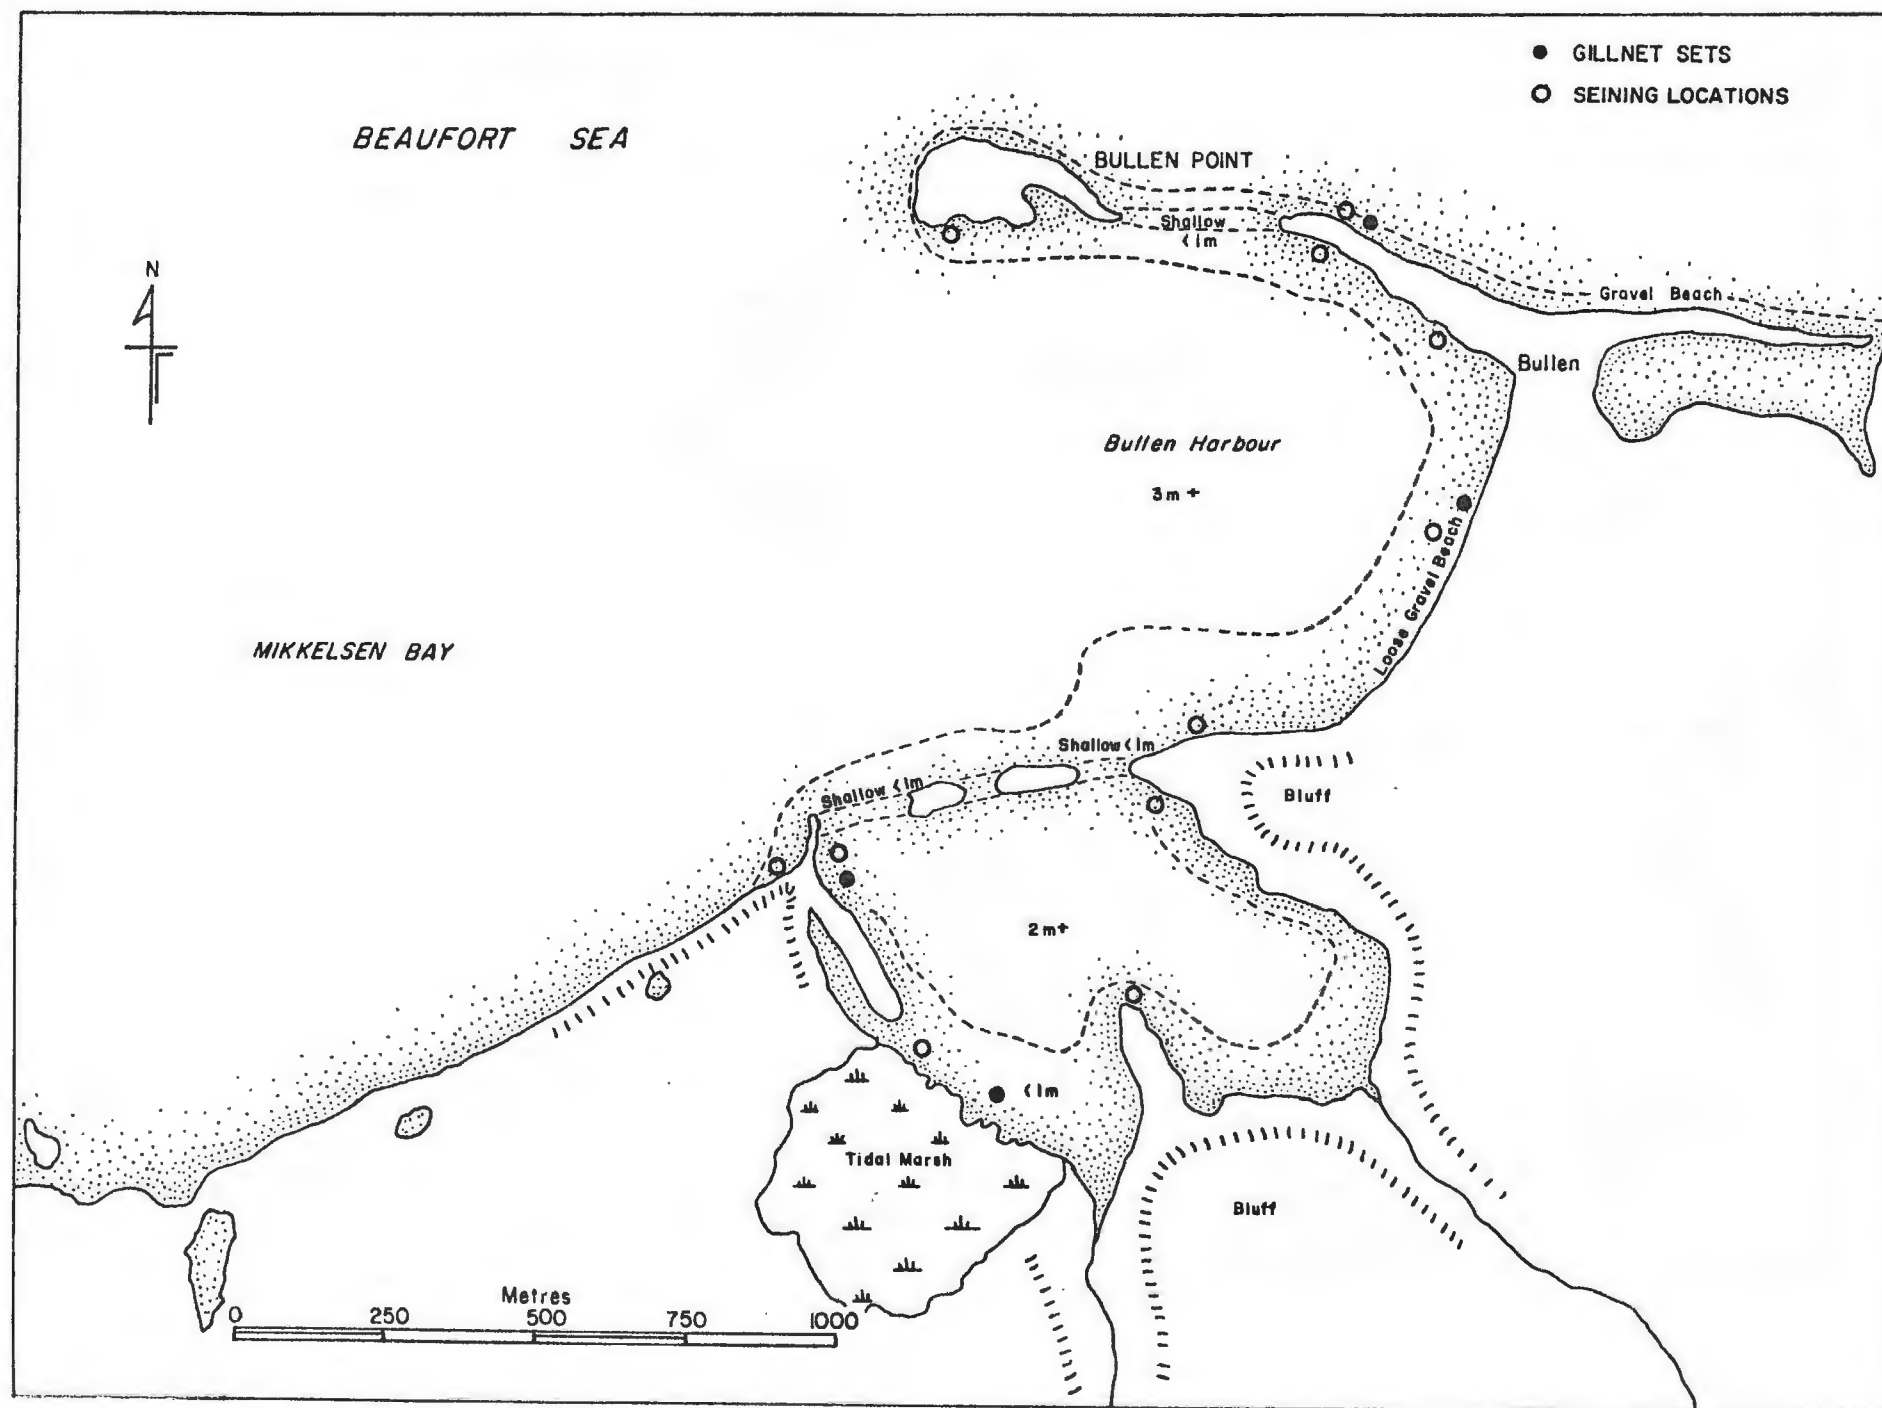 GILLNET SETS
SEINING LOCATIONS
BEAUFORT SEA
BULLEN POINT
Shallow
<1m
N
Gravel Beach
Bullen
Bullen Harbour
3m+
Loose Gravel Beach
MIKKELSEN BAY
Shallow <1m
Shallow <1m
Bluff
2m+
<1m
Tidal Marsh
Bluff
Metres
0 250 500 750 1000